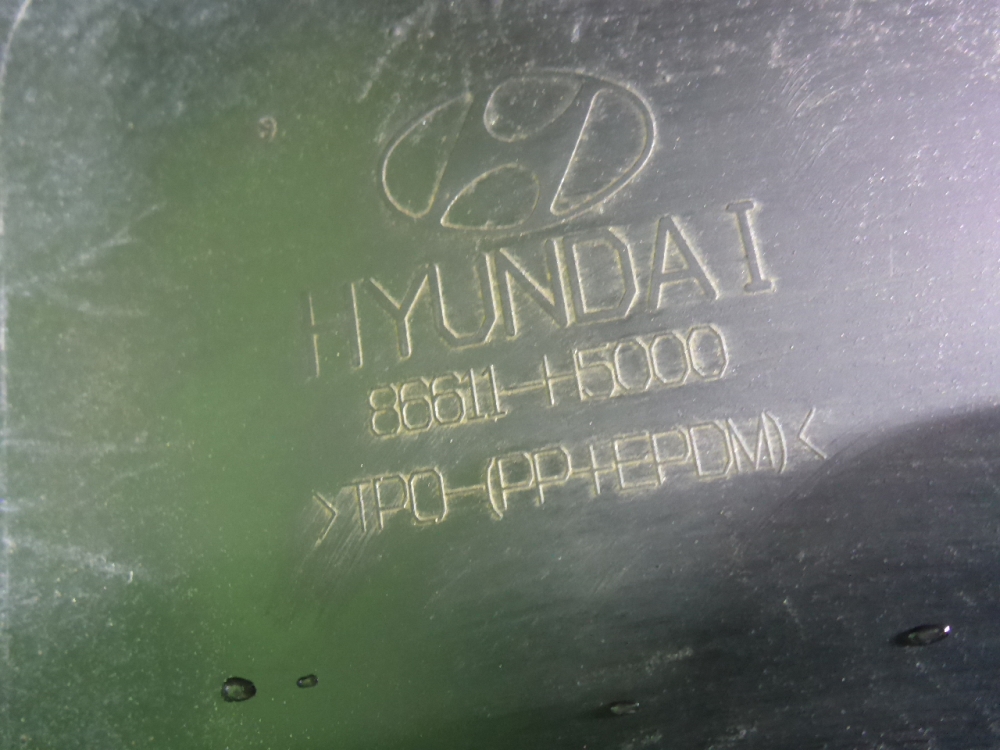 HYUNDAI
86611-H5000
>TPO-(PP+EPDM)<